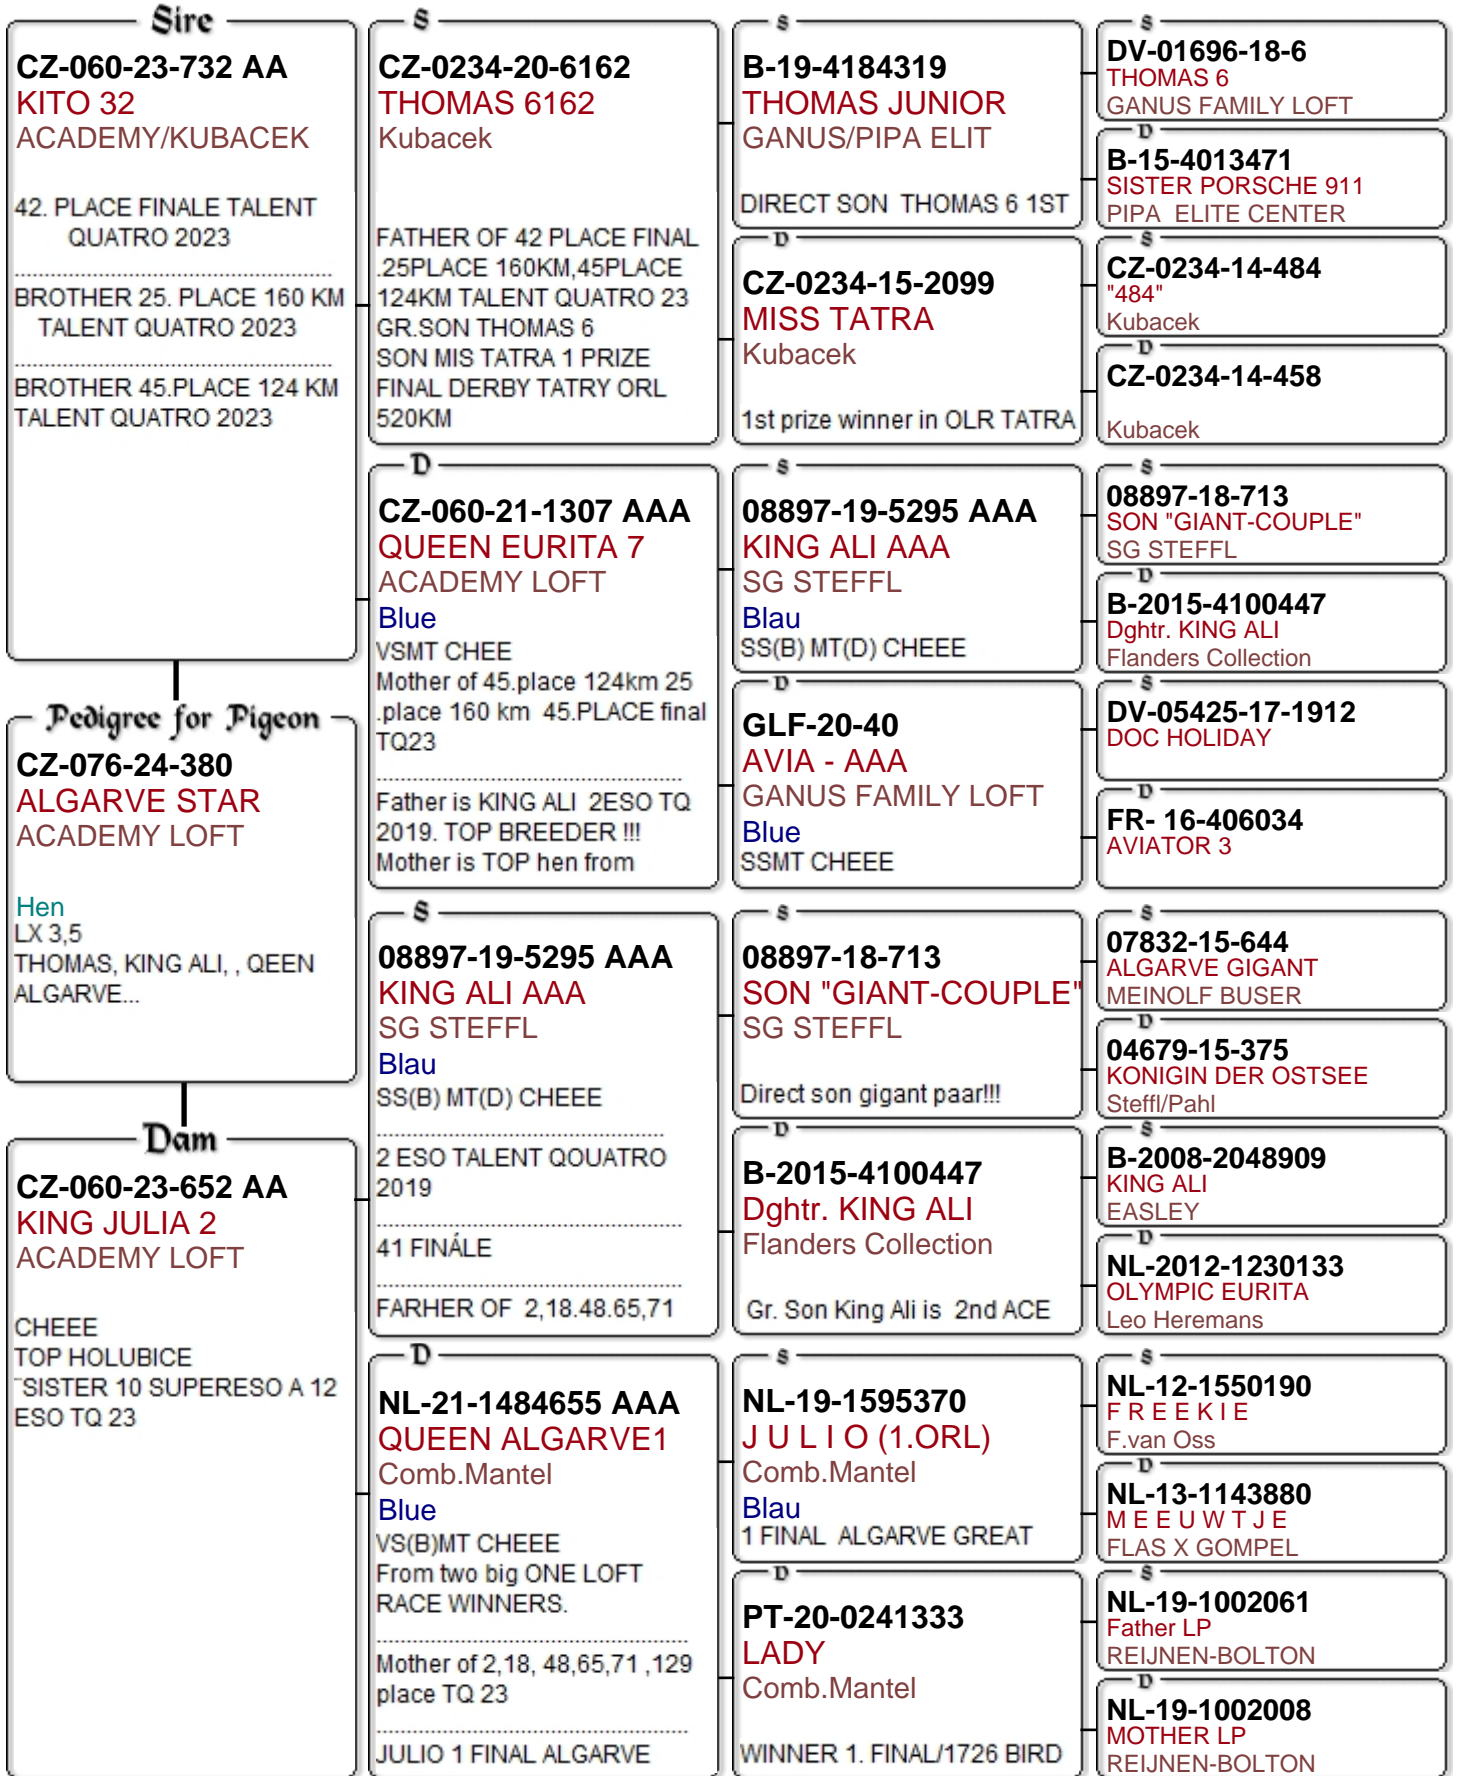 Sire
CZ-060-23-732 AA
KITO 32
ACADEMY/KUBACEK
42. PLACE FINALE TALENT
QUATRO 2023
BROTHER 25. PLACE 160 KM
TALENT QUATRO 2023
BROTHER 45.PLACE 124 KM
TALENT QUATRO 2023
Pedigree for Pigeon
CZ-076-24-380
ALGARVE STAR
ACADEMY LOFT
Hen
LX 3,5
THOMAS, KING ALI, , QEEN
ALGARVE...
Dam
CZ-060-23-652 AA
KING JULIA 2
ACADEMY LOFT
CHEEE
TOP HOLUBICE
¨SISTER 10 SUPERESO A 12
ESO TQ 23
S
CZ-0234-20-6162
THOMAS 6162
Kubacek
FATHER OF 42 PLACE FINAL
.25PLACE 160KM,45PLACE
124KM TALENT QUATRO 23
GR.SON THOMAS 6
SON MIS TATRA 1 PRIZE
FINAL DERBY TATRY ORL
520KM
D
CZ-060-21-1307 AAA
QUEEN EURITA 7
ACADEMY LOFT
Blue
VSMT CHEE
Mother of 45.place 124km 25
.place 160 km 45.PLACE final
TQ23
Father is KING ALI 2ESO TQ
2019. TOP BREEDER !!!
Mother is TOP hen from
S
08897-19-5295 AAA
KING ALI AAA
SG STEFFL
Blau
SS(B) MT(D) CHEEE
2 ESO TALENT QOUATRO
2019
41 FINÁLE
FARHER OF 2,18.48.65,71
D
NL-21-1484655 AAA
QUEEN ALGARVE1
Comb.Mantel
Blue
VS(B)MT CHEEE
From two big ONE LOFT
RACE WINNERS.
Mother of 2,18, 48,65,71 ,129
place TQ 23
JULIO 1 FINAL ALGARVE
S
B-19-4184319
THOMAS JUNIOR
GANUS/PIPA ELIT
DIRECT SON THOMAS 6 1ST
D
CZ-0234-15-2099
MISS TATRA
Kubacek
1st prize winner in OLR TATRA
S
08897-19-5295 AAA
KING ALI AAA
SG STEFFL
Blau
SS(B) MT(D) CHEEE
D
GLF-20-40
AVIA - AAA
GANUS FAMILY LOFT
Blue
SSMT CHEEE
S
08897-18-713
SON "GIANT-COUPLE"
SG STEFFL
Direct son gigant paar!!!
D
B-2015-4100447
Dghtr. KING ALI
Flanders Collection
Gr. Son King Ali is 2nd ACE
S
NL-19-1595370
J U L I O (1.ORL)
Comb.Mantel
Blau
1 FINAL ALGARVE GREAT
D
PT-20-0241333
LADY
Comb.Mantel
WINNER 1. FINAL/1726 BIRD
S
DV-01696-18-6
THOMAS 6
GANUS FAMILY LOFT
D
B-15-4013471
SISTER PORSCHE 911
PIPA ELITE CENTER
S
CZ-0234-14-484
"484"
Kubacek
D
CZ-0234-14-458
Kubacek
S
08897-18-713
SON "GIANT-COUPLE"
SG STEFFL
D
B-2015-4100447
Dghtr. KING ALI
Flanders Collection
S
DV-05425-17-1912
DOC HOLIDAY
D
FR- 16-406034
AVIATOR 3
S
07832-15-644
ALGARVE GIGANT
MEINOLF BUSER
D
04679-15-375
KONIGIN DER OSTSEE
Steffl/Pahl
S
B-2008-2048909
KING ALI
EASLEY
D
NL-2012-1230133
OLYMPIC EURITA
Leo Heremans
S
NL-12-1550190
F R E E K I E
F.van Oss
D
NL-13-1143880
M E E U W T J E
FLAS X GOMPEL
S
NL-19-1002061
Father LP
REIJNEN-BOLTON
D
NL-19-1002008
MOTHER LP
REIJNEN-BOLTON